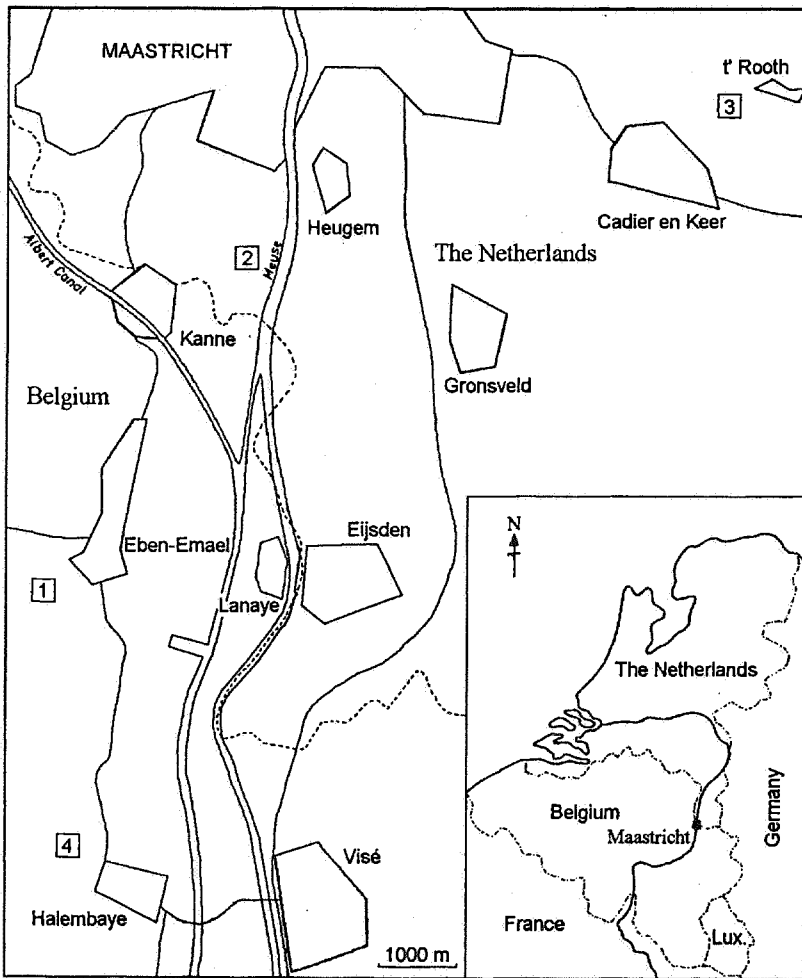 MAASTRICHT
t' Rooth
3
Cadier en Keer
Heugem
2
Meuse
The Netherlands
Albert Canal
Kanne
Gronsveld
Belgium
Eben-Emael
Eijsden
1
Lanaye
N
The Netherlands
Belgium
Germany
Maastricht
4
Visé
Halembaye
France
Lux.
1000 m